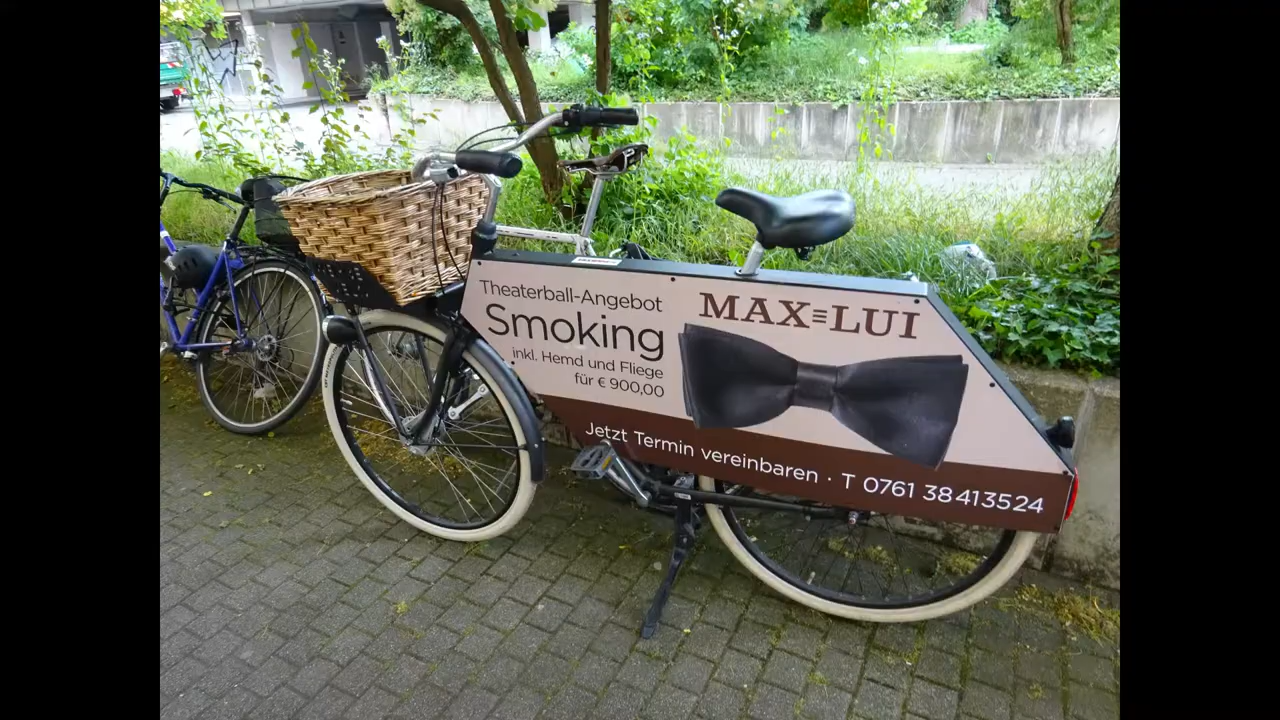 Theaterball-Angebot
Smoking
inkl. Hemd und Fliege
für € 900,00
MAX≡LUI
Jetzt Termin vereinbaren · T 0761 38413524